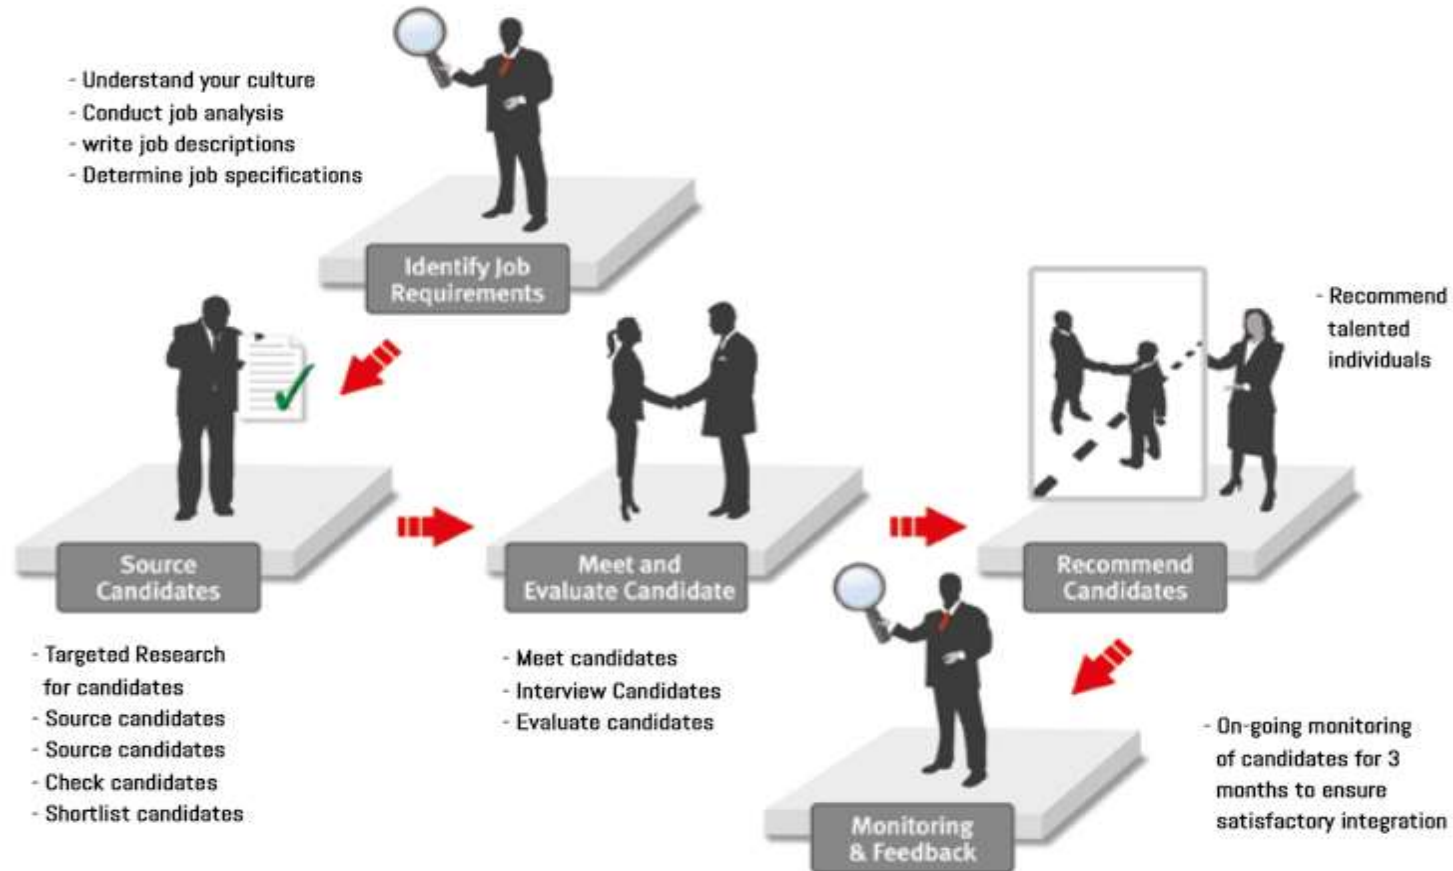 - Understand your culture
- Conduct job analysis
- write job descriptions
- Determine job specifications
Identify Job
Requirements
Source
Candidates
- Targeted Research
for candidates
- Source candidates
- Source candidates
- Check candidates
- Shortlist candidates
Meet and
Evaluate Candidate
- Meet candidates
- Interview Candidates
- Evaluate candidates
- Recommend
talented
individuals
Recommend
Candidates
- On-going monitoring
of candidates for 3
months to ensure
satisfactory integration
Monitoring
& Feedback